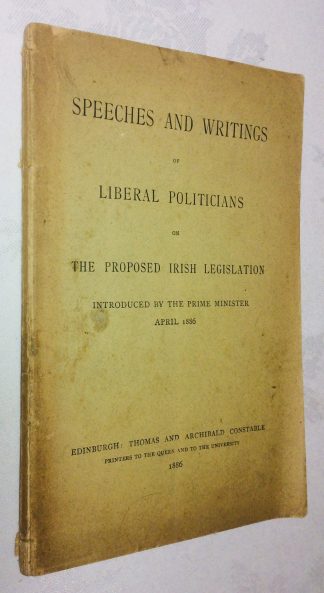 SPEECHES AND WRITINGS
OF
LIBERAL POLITICIANS
ON
THE PROPOSED IRISH LEGISLATION
INTRODUCED BY THE PRIME MINISTER
APRIL 1886
EDINBURGH: THOMAS AND ARCHIBALD CONSTABLE
PRINTERS TO THE QUEEN AND TO THE UNIVERSITY
1886